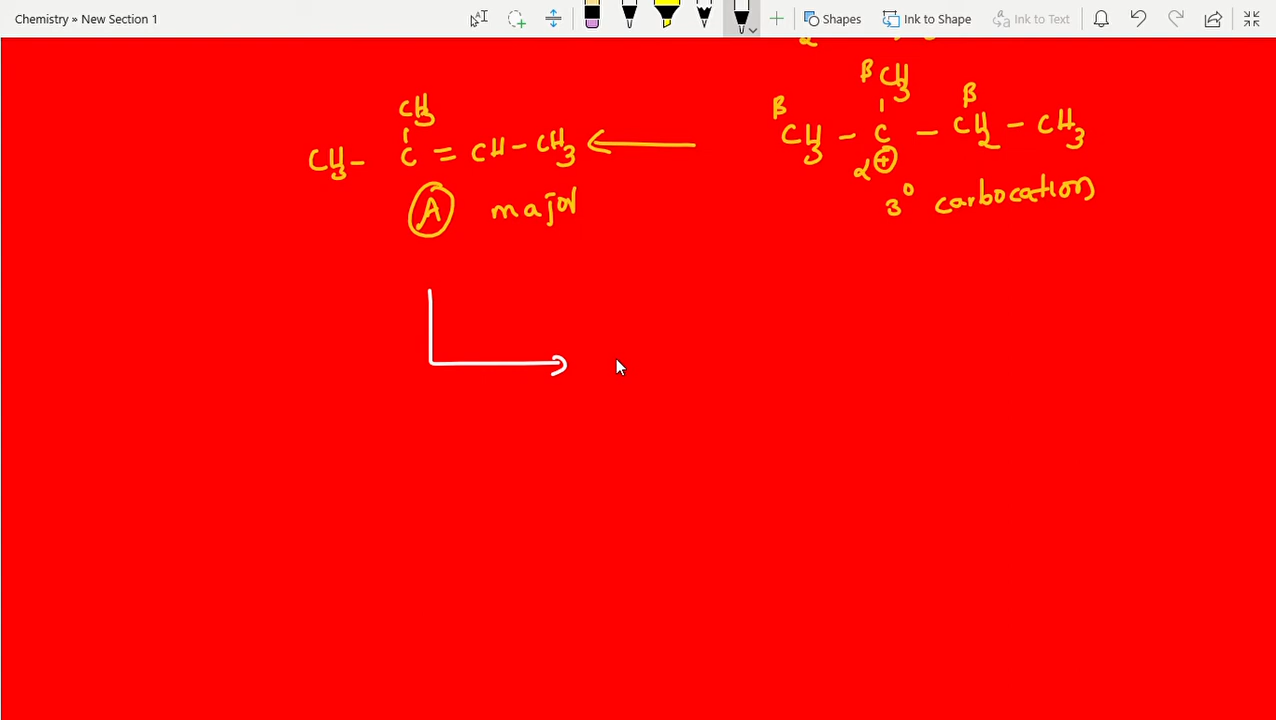 Chemistry » New Section 1
Shapes
Ink to Shape
Ink to Text
β CH3
β β
CH3 - C - CH2 - CH3
α ⊕
3° carbocation
CH3
CH3 - C = CH - CH3 ←
A major